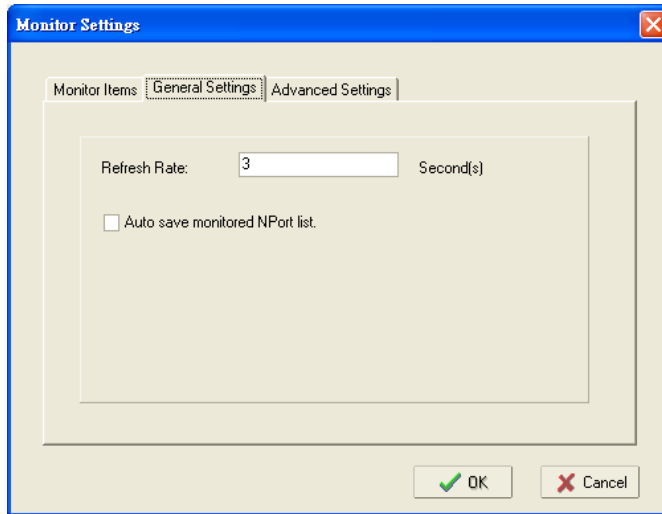 Monitor Settings
Monitor Items General Settings Advanced Settings
Refresh Rate: 3 Second(s)
Auto save monitored NPort list.
OK Cancel